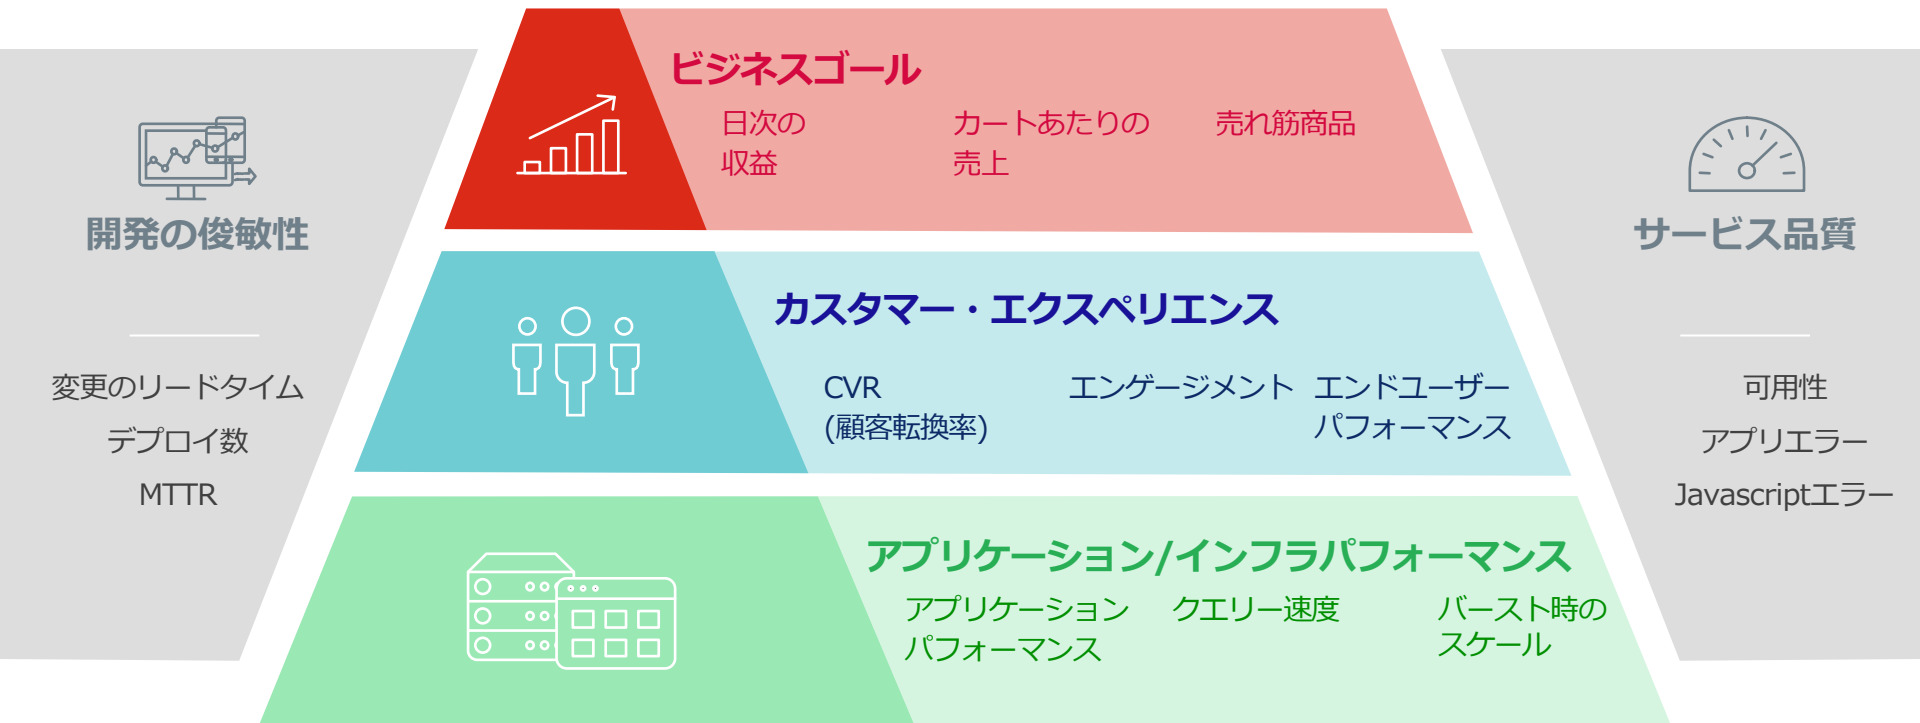 開発の俊敏性
変更のリードタイム
デプロイ数
MTTR
ビジネスゴール
日次の
収益
カートあたりの
売上
売れ筋商品
カスタマー・エクスペリエンス
CVR
(顧客転換率)
エンゲージメント
エンドユーザー
パフォーマンス
アプリケーション/インフラパフォーマンス
アプリケーション
パフォーマンス
クエリー速度
バースト時の
スケール
サービス品質
可用性
アプリエラー
Javascriptエラー